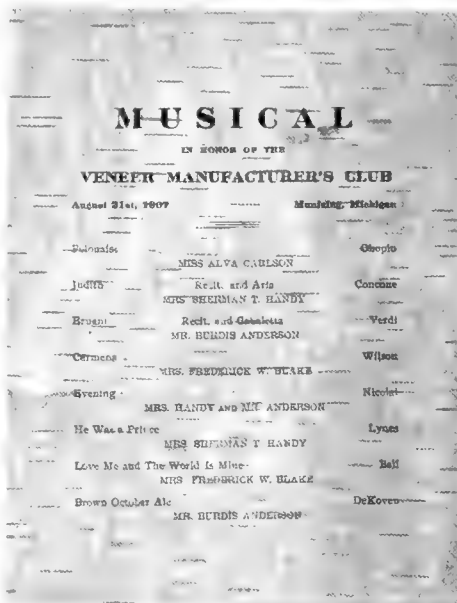 MUSICAL
IN HONOR OF THE
VENEER MANUFACTURER'S CLUB
August 21st, 1907 Munising, Michigan
Polonaise Chopin
MISS ALVA CARLSON
Judith Recit. and Aria Concone
MRS SHERMAN T. HANDY
Ernani Recit. and Cabaletta Verdi
MR. BURDIS ANDERSON
Carmena Wilson
MRS. FREDERICK W. BLAKE
Evening Nicolai
MRS. HANDY AND MR. ANDERSON
He Was a Prince Lynes
MRS SHERMAN T HANDY
Love Me and The World Is Mine Ball
MRS FREDERICK W. BLAKE
Brown October Ale DeKoven
MR. BURDIS ANDERSON